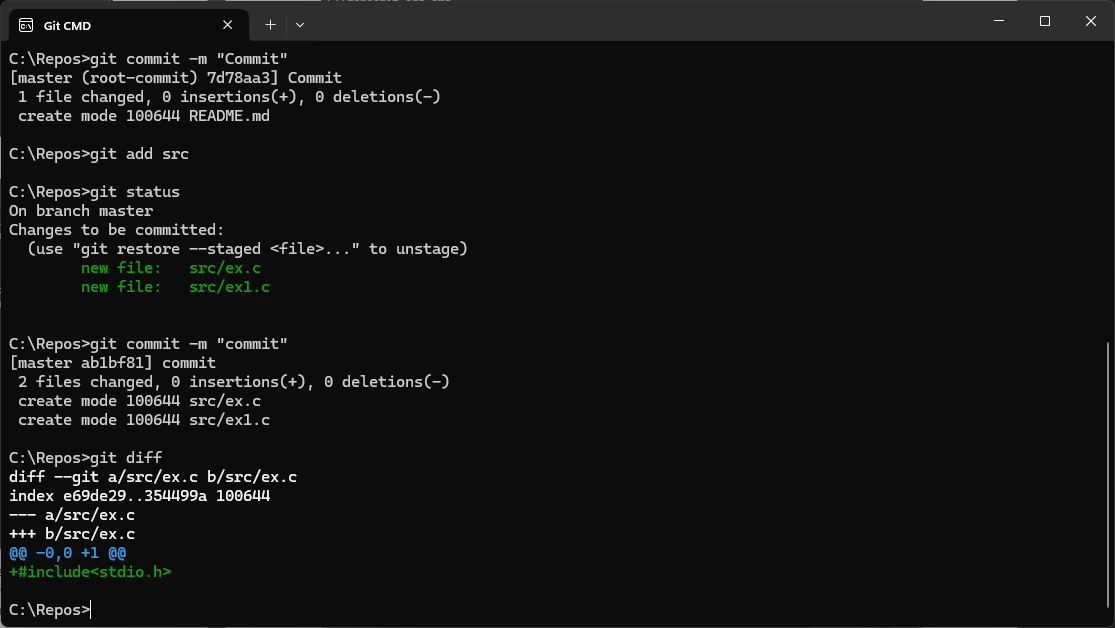 Git CMD
C:\Repos>git commit -m "Commit"
[master (root-commit) 7d78aa3] Commit
 1 file changed, 0 insertions(+), 0 deletions(-)
 create mode 100644 README.md
C:\Repos>git add src
C:\Repos>git status
On branch master
Changes to be committed:
  (use "git restore --staged <file>..." to unstage)
        new file:   src/ex.c
        new file:   src/ex1.c
C:\Repos>git commit -m "commit"
[master ab1bf81] commit
 2 files changed, 0 insertions(+), 0 deletions(-)
 create mode 100644 src/ex.c
 create mode 100644 src/ex1.c
C:\Repos>git diff
diff --git a/src/ex.c b/src/ex.c
index e69de29..354499a 100644
--- a/src/ex.c
+++ b/src/ex.c
@@ -0,0 +1 @@
+#include<stdio.h>
C:\Repos>